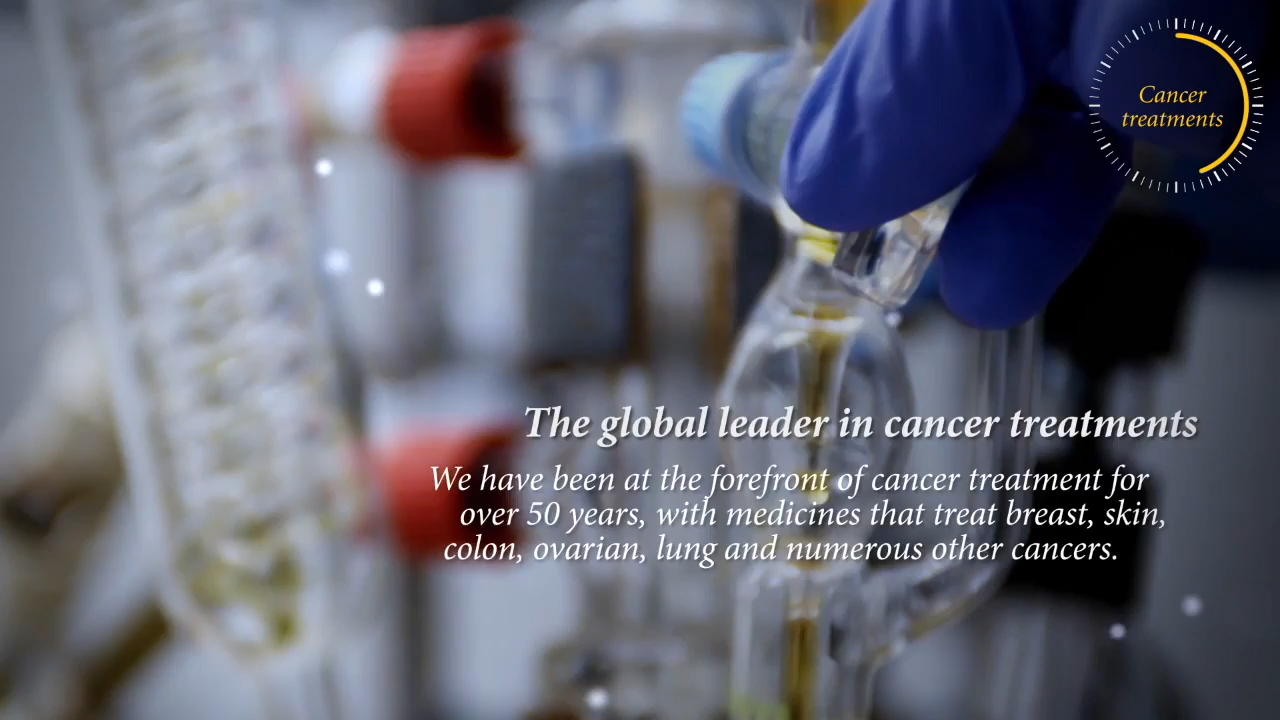 Cancer
treatments
The global leader in cancer treatments
We have been at the forefront of cancer treatment for
over 50 years, with medicines that treat breast, skin,
colon, ovarian, lung and numerous other cancers.